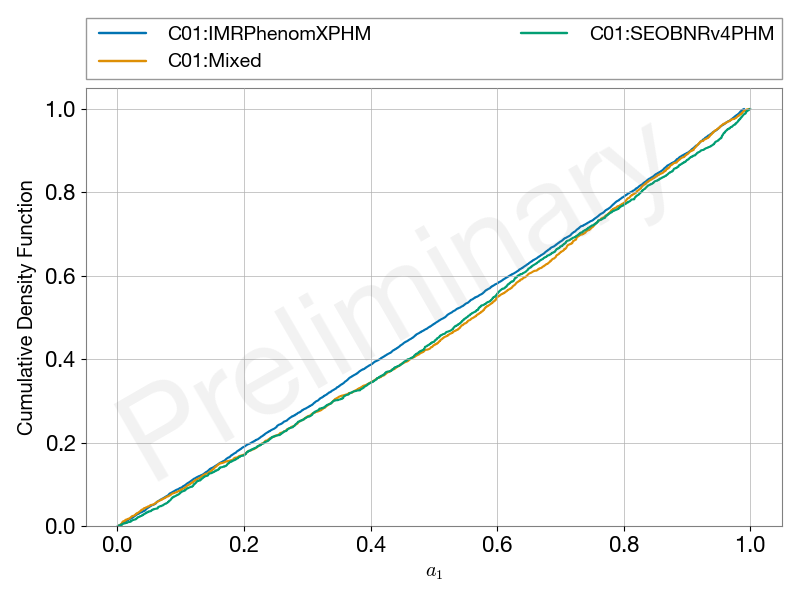 C01:IMRPhenomXPHM
C01:Mixed
C01:SEOBNRv4PHM
Cumulative Density Function
1.0
0.8
0.6
0.4
0.2
0.0
Preliminary
0.0 0.2 0.4 0.6 0.8 1.0
a₁